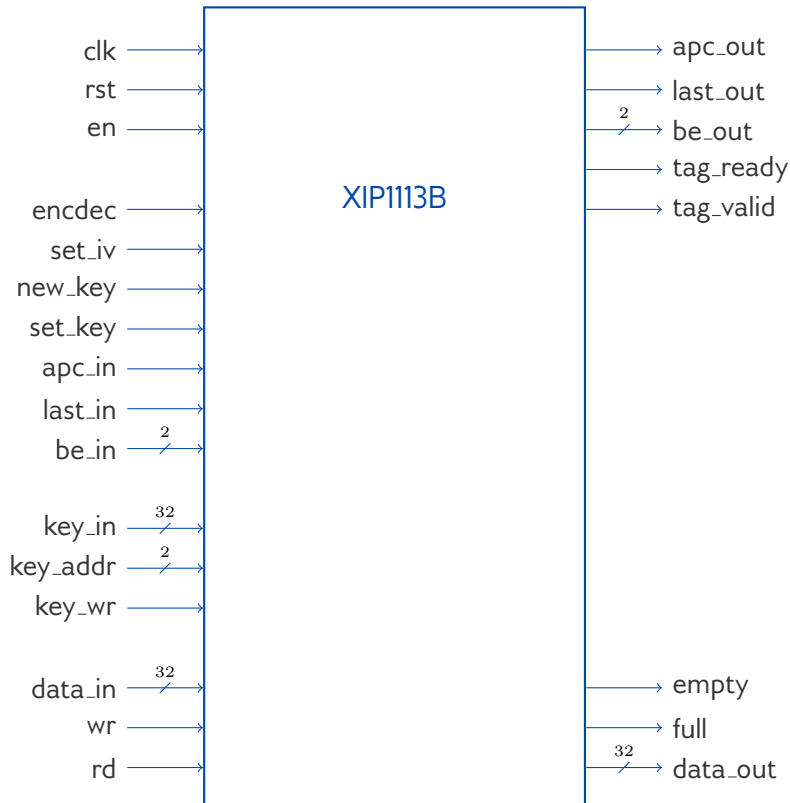 clk
rst
en
encdec
set_iv
new_key
set_key
apc_in
last_in
2
be_in
32
key_in
2
key_addr
key_wr
32
data_in
wr
rd
XIP1113B
apc_out
last_out
2
be_out
tag_ready
tag_valid
empty
full
32
data_out